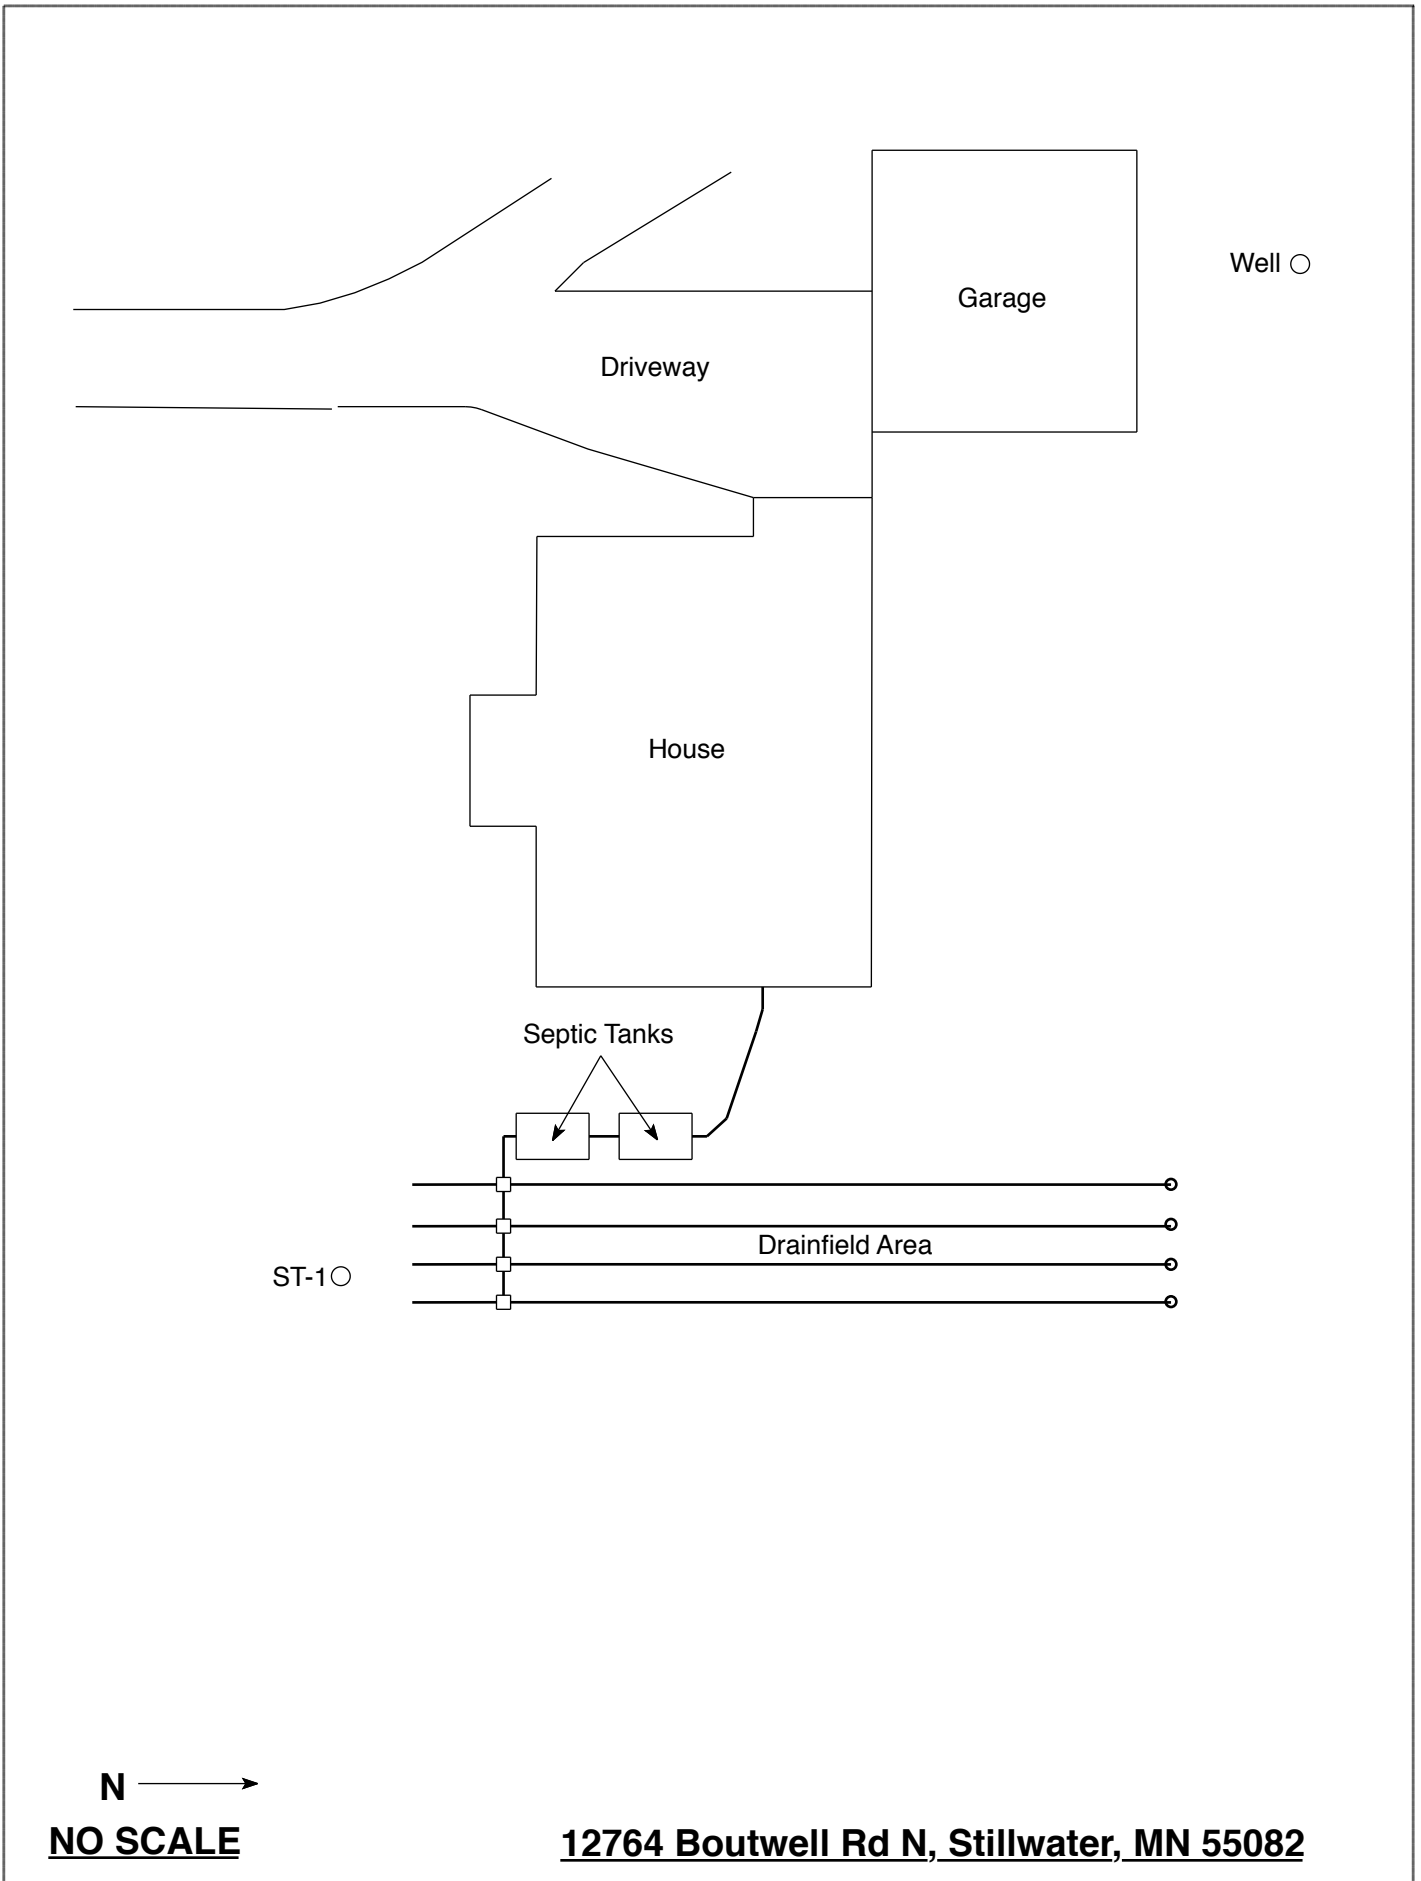 Well
Garage
Driveway
House
Septic Tanks
Drainfield Area
ST-1
N
NO SCALE
12764 Boutwell Rd N, Stillwater, MN 55082